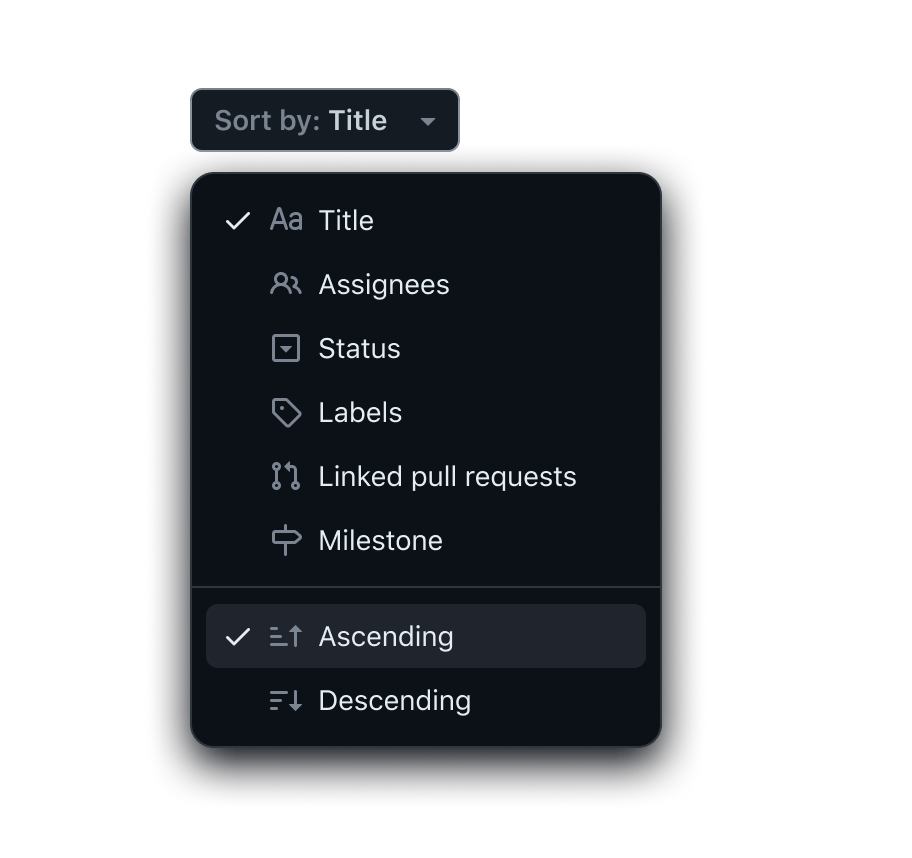 Sort by: Title
Aa Title
Assignees
Status
Labels
Linked pull requests
Milestone
Ascending
Descending